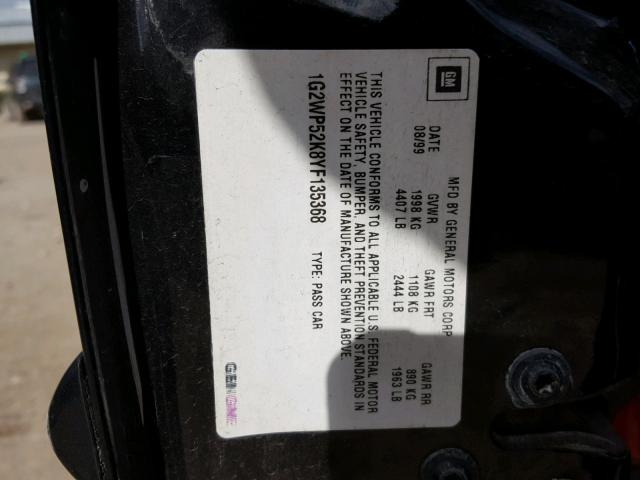 GM
MFD BY GENERAL MOTORS CORP
DATE GVWR GAWR FRT GAWR RR
08/99 1998 KG 1108 KG 890 KG
4407 LB 2444 LB 1963 LB
THIS VEHICLE CONFORMS TO ALL APPLICABLE U.S. FEDERAL MOTOR
VEHICLE SAFETY, BUMPER, AND THEFT PREVENTION STANDARDS IN
EFFECT ON THE DATE OF MANUFACTURE SHOWN ABOVE.
1G2WP52K8YF135368 TYPE: PASS CAR